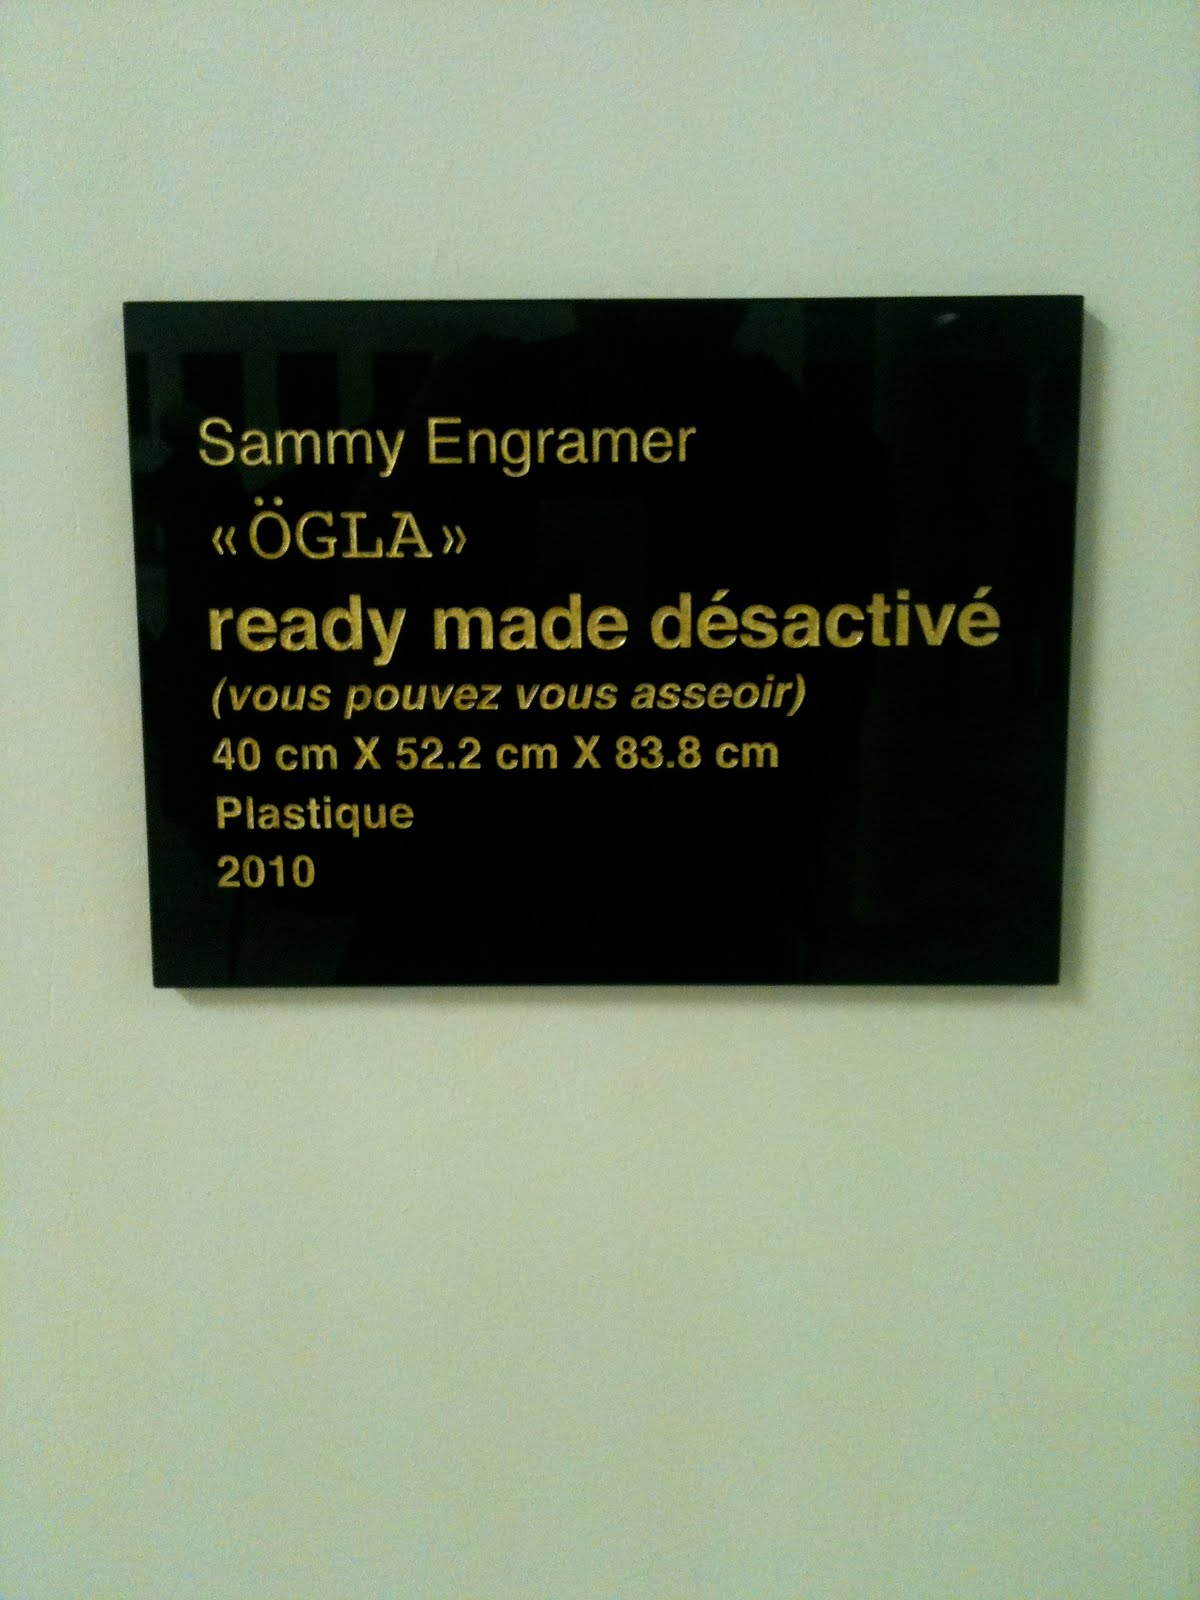 Sammy Engramer
«ÖGLA»
ready made désactivé
(vous pouvez vous asseoir)
40 cm X 52.2 cm X 83.8 cm
Plastique
2010